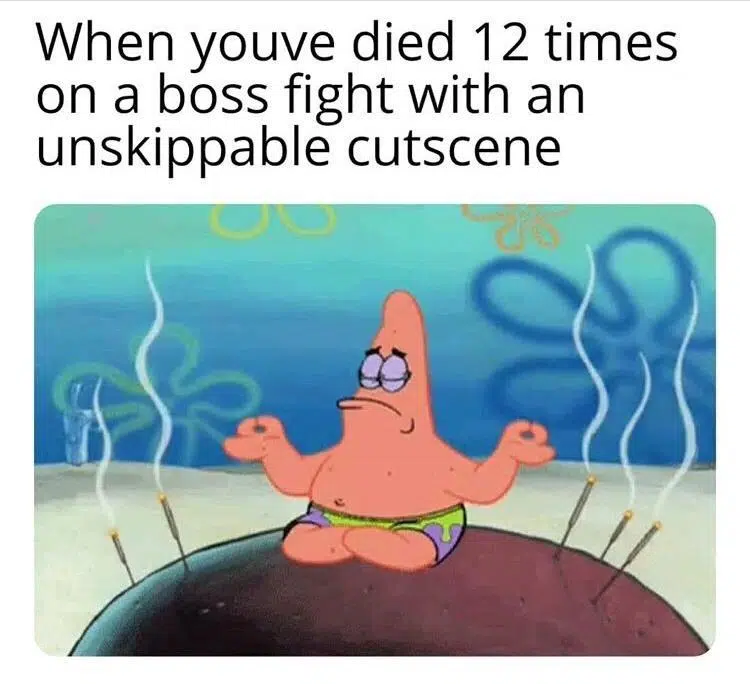 When youve died 12 times
on a boss fight with an
unskippable cutscene